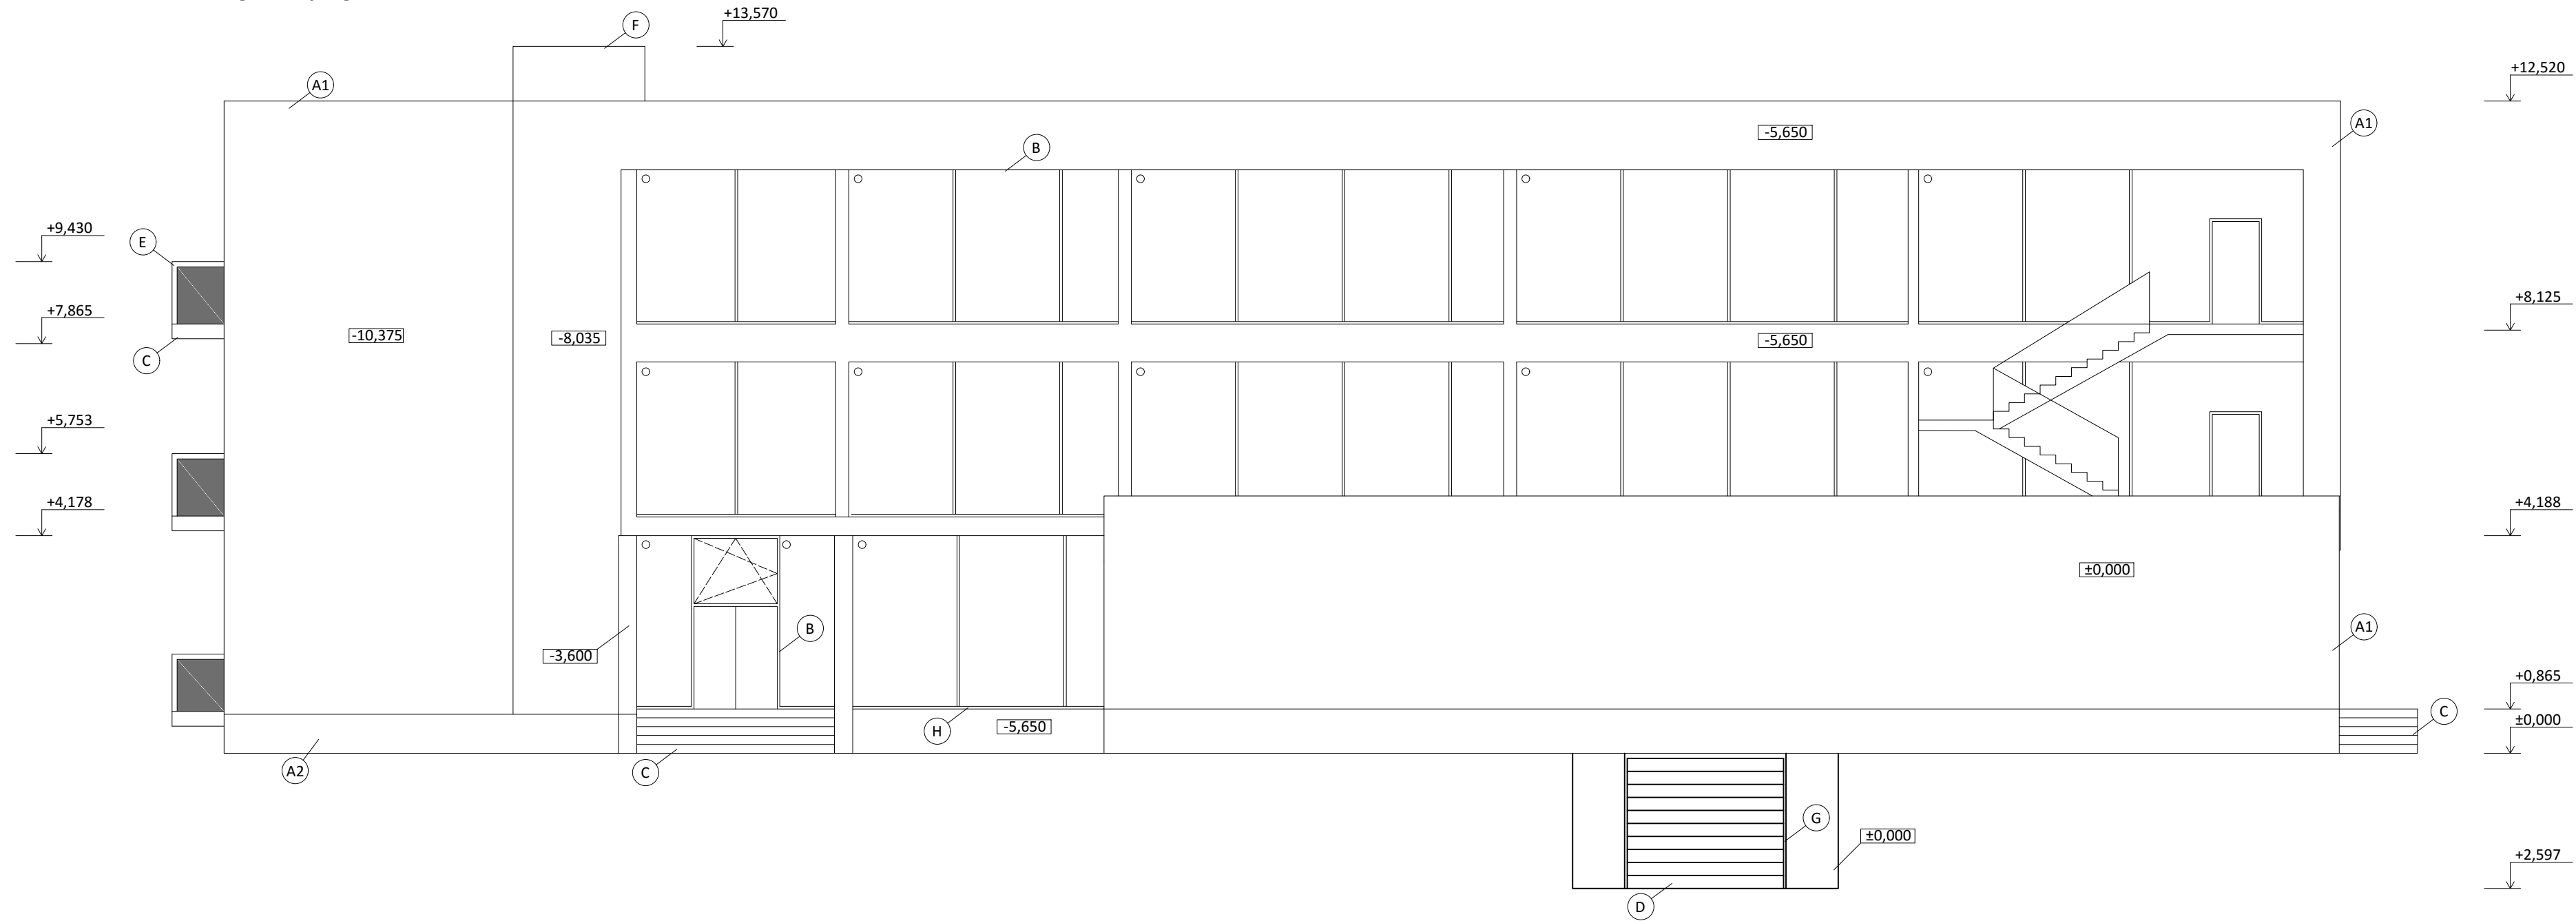 F
+13,570
+12,520
A1
A1
-5,650
B
+9,430
E
+7,865
+8,125
-10,375
-8,035
-5,650
C
+5,753
+4,178
+4,188
±0,000
B
A1
-3,600
+0,865
C
±0,000
H
-5,650
A2
C
G
±0,000
+2,597
D